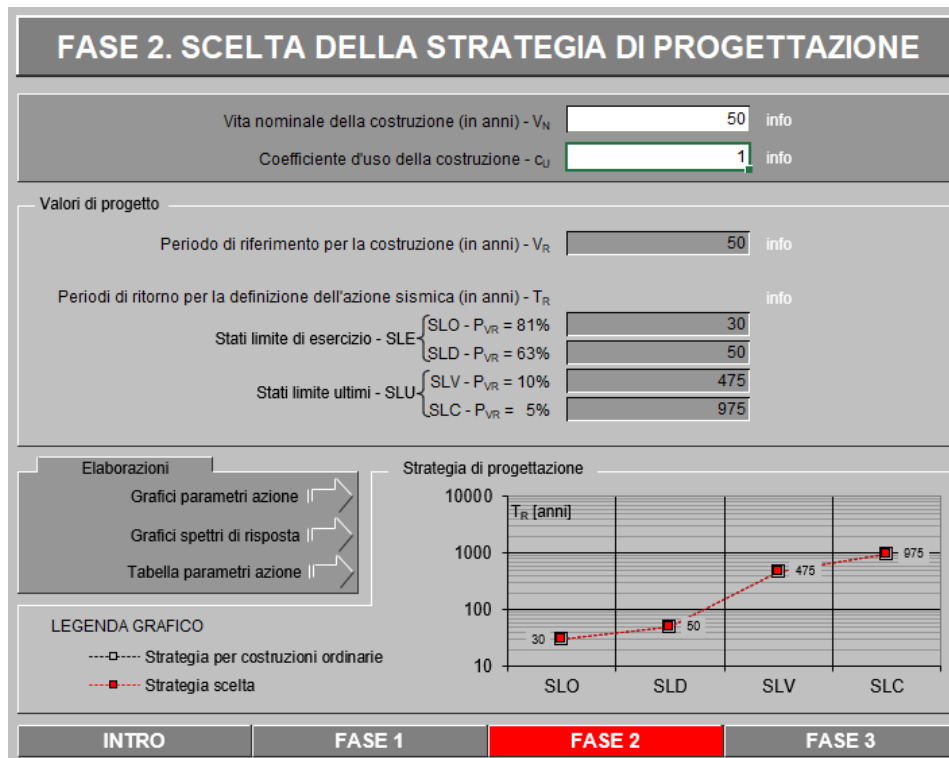 FASE 2. SCELTA DELLA STRATEGIA DI PROGETTAZIONE
Vita nominale della costruzione (in anni) - VN 50 info
Coefficiente d'uso della costruzione - cU 1 info
Valori di progetto
Periodo di riferimento per la costruzione (in anni) - VR 50 info
Periodi di ritorno per la definizione dell'azione sismica (in anni) - TR info
Stati limite di esercizio - SLE
SLO - PVR = 81% 30
SLD - PVR = 63% 50
Stati limite ultimi - SLU
SLV - PVR = 10% 475
SLC - PVR = 5% 975
Elaborazioni
Grafici parametri azione
Grafici spettri di risposta
Tabella parametri azione
LEGENDA GRAFICO
Strategia per costruzioni ordinarie
Strategia scelta
Strategia di progettazione
TR [anni]
10000
1000
100
10
30
50
475
975
SLO SLD SLV SLC
INTRO FASE 1 FASE 2 FASE 3